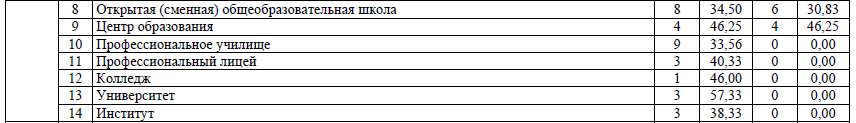 8 Открытая (сменная) общеобразовательная школа 8 34,50 6 30,83
9 Центр образования 4 46,25 4 46,25
10 Профессиональное училище 9 33,56 0 0,00
11 Профессиональный лицей 3 40,33 0 0,00
12 Колледж 1 46,00 0 0,00
13 Университет 3 57,33 0 0,00
14 Институт 3 38,33 0 0,00